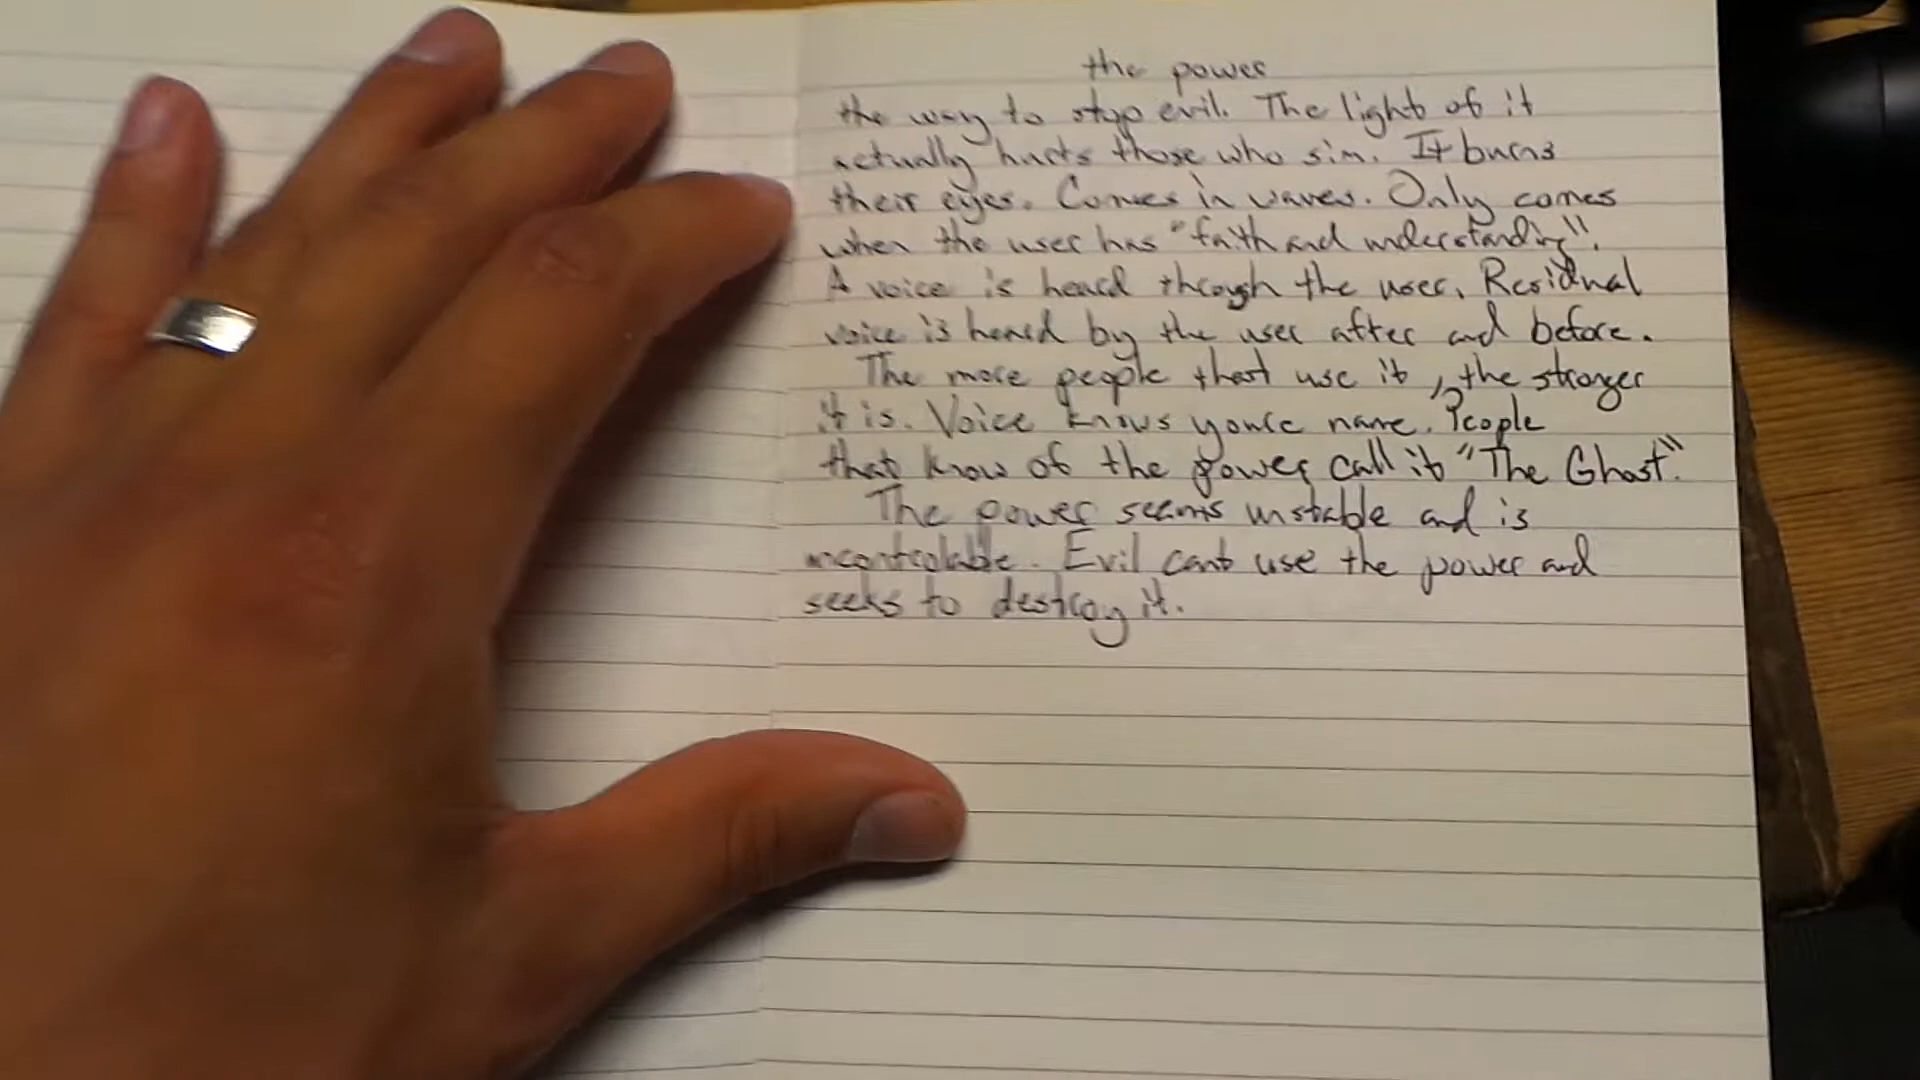 the power
the way to stop evil. The light of it
actually hurts those who sin. It burns
their eyes. Comes in waves. Only comes
when the user has "faith and understanding".
A voice is heard through the user. Residual
voice is heard by the user after and before.
The more people that use it, the stronger
it is. Voice knows your name. People
that know of the power call it "The Ghost".
The power seems unstable and is
uncontrolable. Evil cant use the power and
seeks to destroy it.